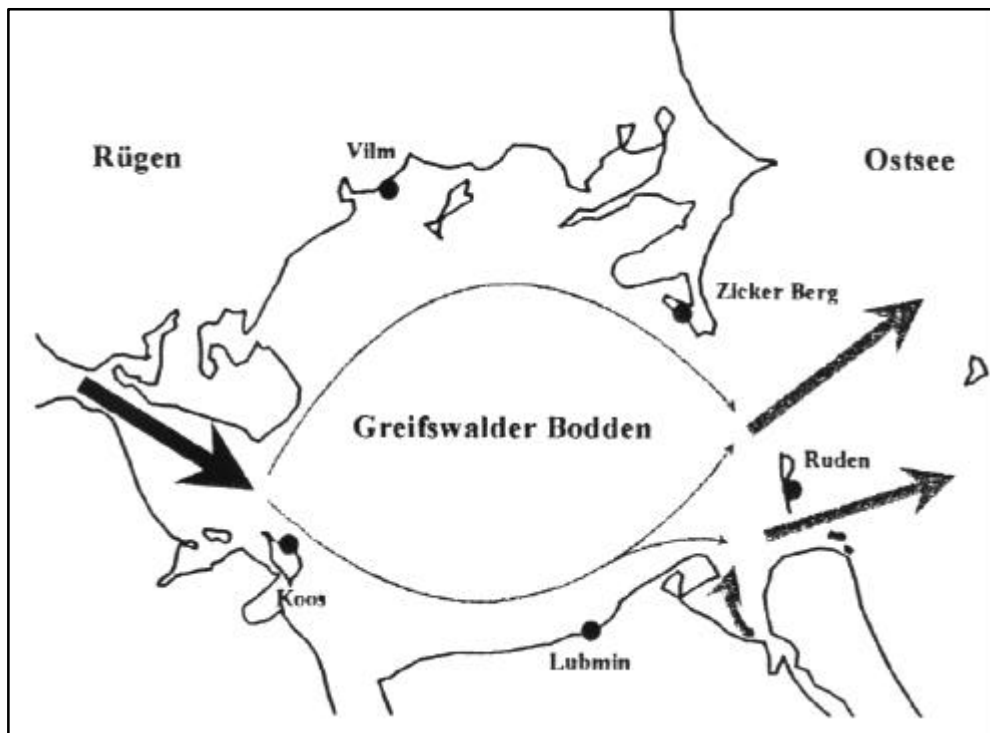 Vilm
Rügen
Ostsee
Zicker Berg
Greifswalder Bodden
Ruden
Koos
Lubmin